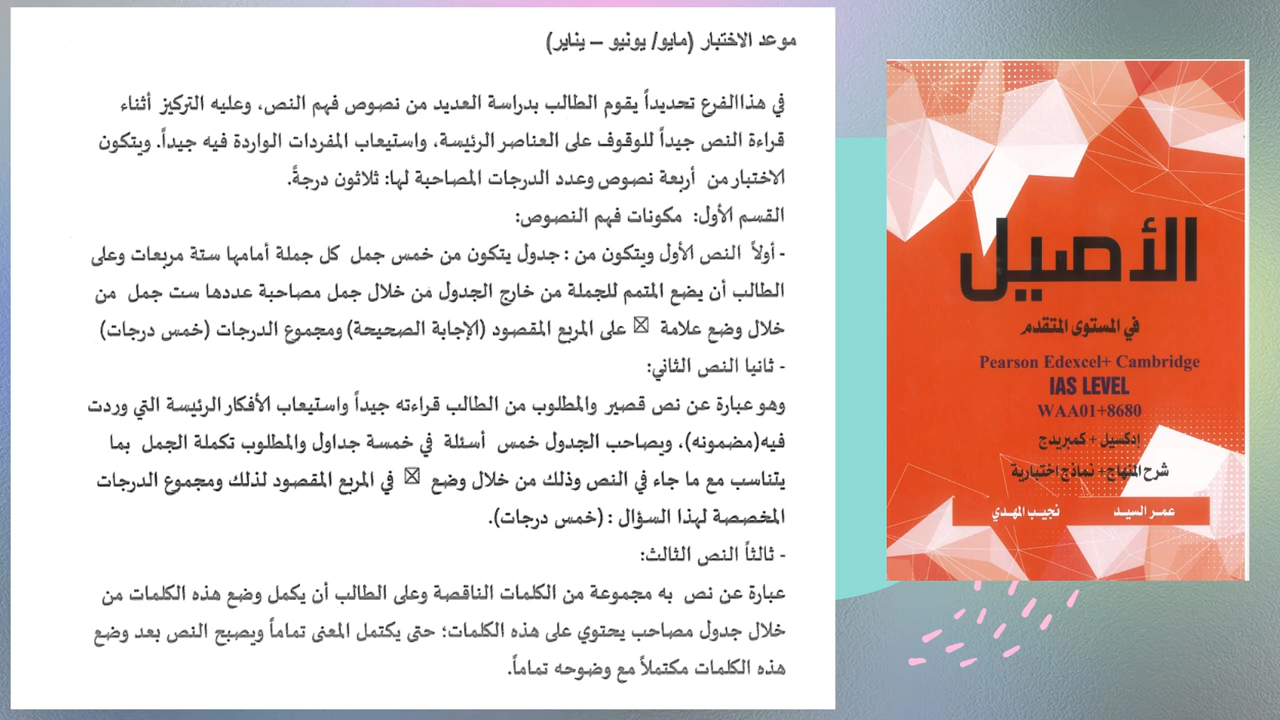 موعد الاختبار (مايو/ يونيو – يناير)
في هذاالفرع تحديداً يقوم الطالب بدراسة العديد من نصوص فهم النص، وعليه التركيز أثناء
قراءة النص جيداً للوقوف على العناصر الرئيسة، واستيعاب المفردات الواردة فيه جيداً. ويتكون
الاختبار من أربعة نصوص وعدد الدرجات المصاحبة لها: ثلاثون درجةً.
القسم الأول: مكونات فهم النصوص:
- أولاً النص الأول ويتكون من : جدول يتكون من خمس جمل كل جملة أمامها ستة مربعات وعلى
الطالب أن يضع المتمم للجملة من خارج الجدول من خلال جمل مصاحبة عددها ست جمل من
خلال وضع علامة ☒ على المربع المقصود (الإجابة الصحيحة) ومجموع الدرجات (خمس درجات)
- ثانيا النص الثاني:
وهو عبارة عن نص قصير والمطلوب من الطالب قراءته جيداً واستيعاب الأفكار الرئيسة التي وردت
فيه(مضمونه)، ويصاحب الجدول خمس أسئلة في خمسة جداول والمطلوب تكملة الجمل بما
يتناسب مع ما جاء في النص وذلك من خلال وضع ☒ في المربع المقصود لذلك ومجموع الدرجات
المخصصة لهذا السؤال : (خمس درجات).
- ثالثاً النص الثالث:
عبارة عن نص به مجموعة من الكلمات الناقصة وعلى الطالب أن يكمل وضع هذه الكلمات من
خلال جدول مصاحب يحتوي على هذه الكلمات؛ حتى يكتمل المعنى تماماً ويصبح النص بعد وضع
هذه الكلمات مكتملاً مع وضوحه تماماً.
الأصيل
في المستوى المتقدم
Pearson Edexcel+ Cambridge
IAS LEVEL
WAA01+8680
إدكسيل + كمبريدج
شرح المنهاج+ نماذج اختبارية
عمـر السيـد نجيـب المهـدي